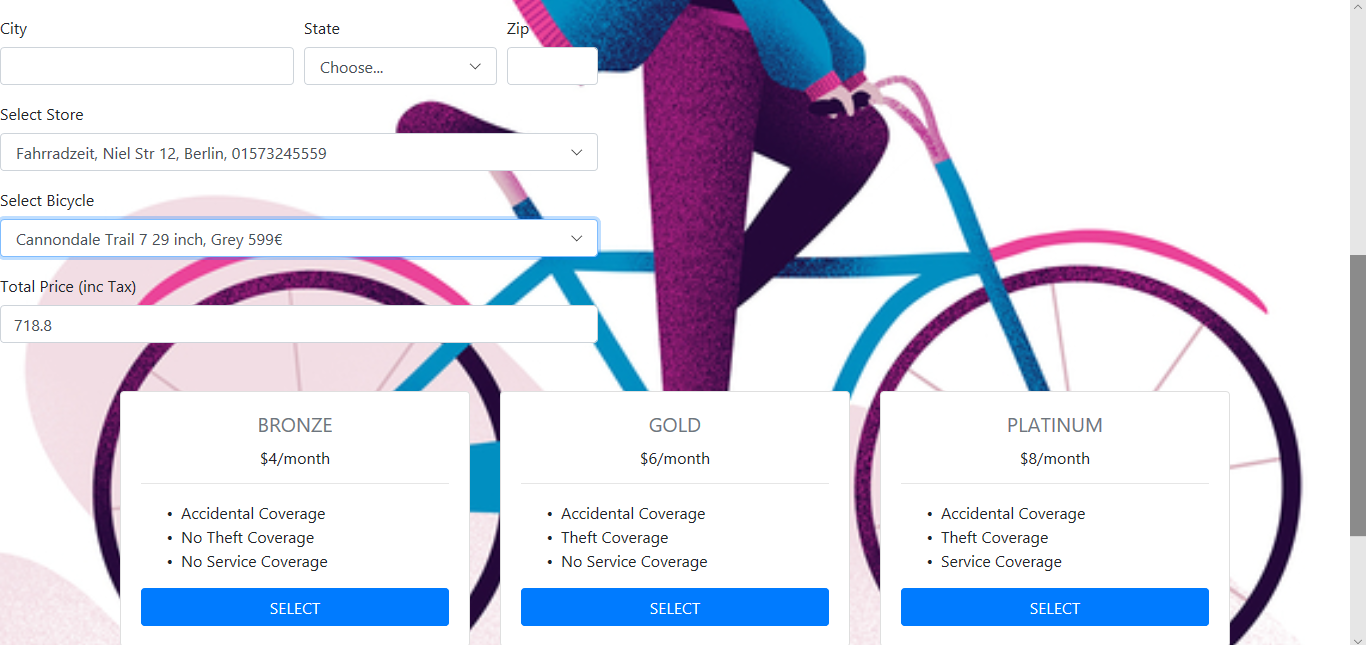 City State Zip
Choose...
Select Store
Fahrradzeit, Niel Str 12, Berlin, 01573245559
Select Bicycle
Cannondale Trail 7 29 inch, Grey 599€
Total Price (inc Tax)
718.8
BRONZE
$4/month
• Accidental Coverage
• No Theft Coverage
• No Service Coverage
SELECT
GOLD
$6/month
• Accidental Coverage
• Theft Coverage
• No Service Coverage
SELECT
PLATINUM
$8/month
• Accidental Coverage
• Theft Coverage
• Service Coverage
SELECT